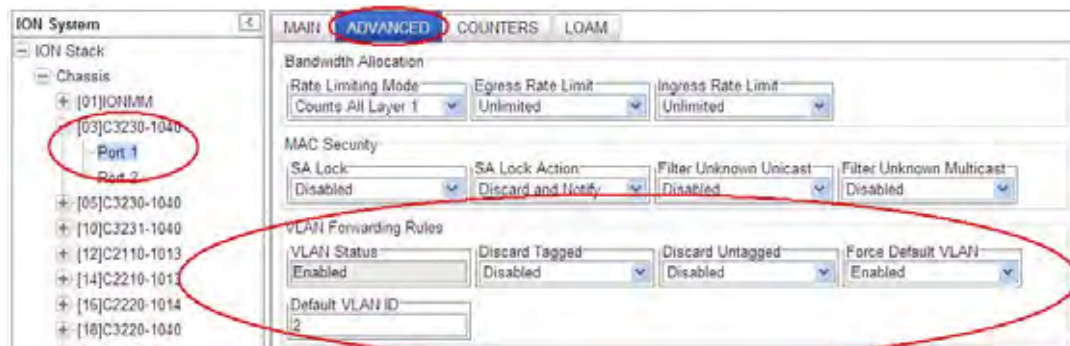 ION System
ION Stack
Chassis
[01]IONMM
[03]C3230-1040
Port 1
Port 2
[05]C3230-1040
[10]C3231-1040
[12]C2110-1013
[14]C2210-1013
[16]C2220-1014
[18]C3220-1040
MAIN ADVANCED COUNTERS LOAM
Bandwidth Allocation
Rate Limiting Mode Egress Rate Limit Ingress Rate Limit
Counts All Layer 1 Unlimited Unlimited
MAC Security
SA Lock SA Lock Action Filter Unknown Unicast Filter Unknown Multicast
Disabled Discard and Notify Disabled Disabled
VLAN Forwarding Rules
VLAN Status Discard Tagged Discard Untagged Force Default VLAN
Enabled Disabled Disabled Enabled
Default VLAN ID
2